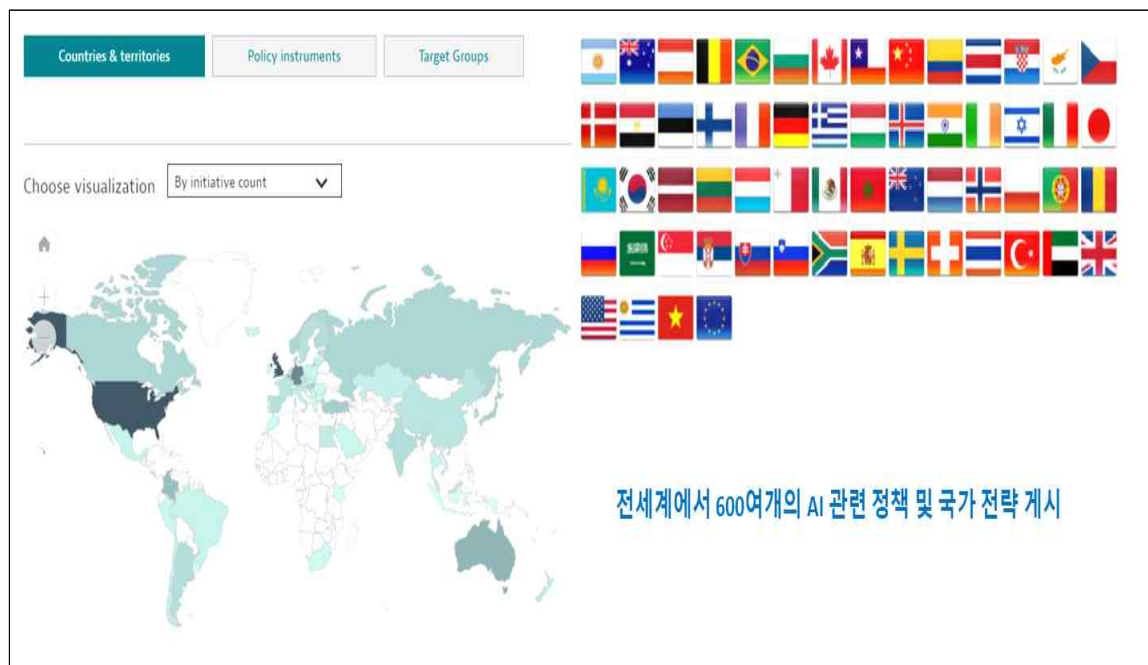 Countries & territories
Policy instruments
Target Groups
Choose visualization
By initiative count
전세계에서 600여개의 AI 관련 정책 및 국가 전략 게시